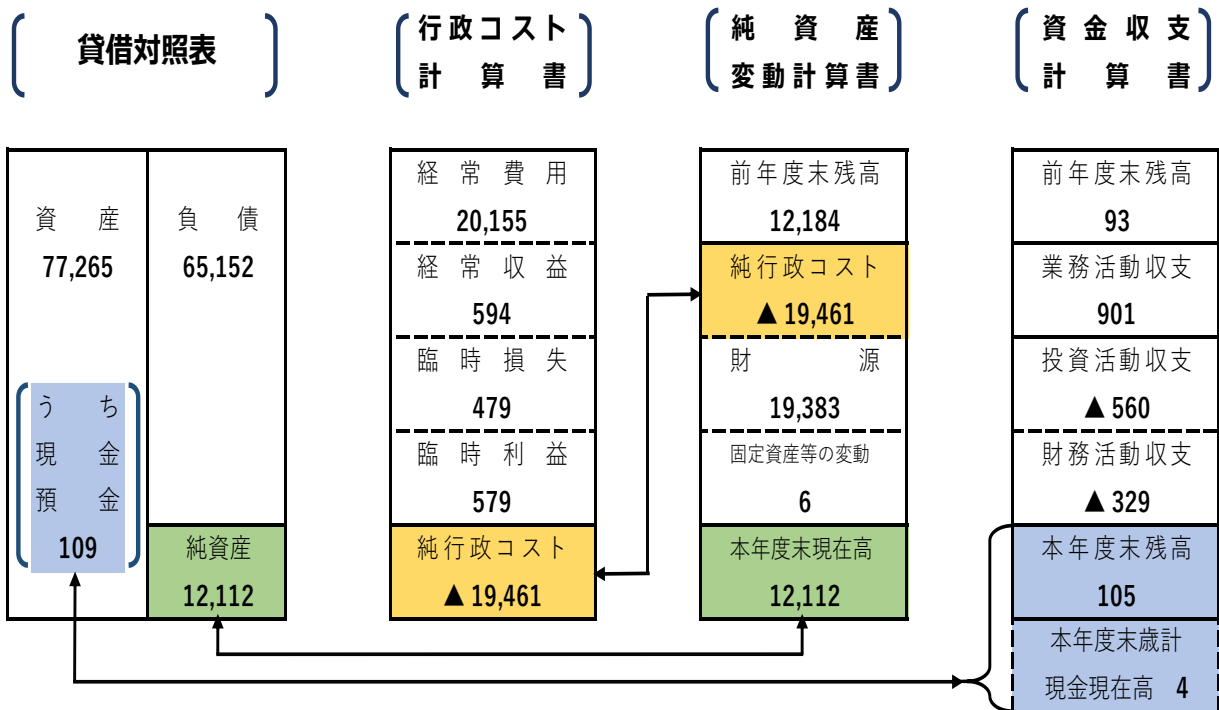 貸借対照表
行政コスト
計算書
純資産
変動計算書
資金収支
計算書
資産
77,265
うち
現金
預金
109
負債
65,152
純資産
12,112
経常費用
20,155
経常収益
594
臨時損失
479
臨時利益
579
純行政コスト
▲ 19,461
前年度末残高
12,184
純行政コスト
▲ 19,461
財源
19,383
固定資産等の変動
6
本年度末現在高
12,112
前年度末残高
93
業務活動収支
901
投資活動収支
▲ 560
財務活動収支
▲ 329
本年度末残高
105
本年度末歳計
現金現在高 4